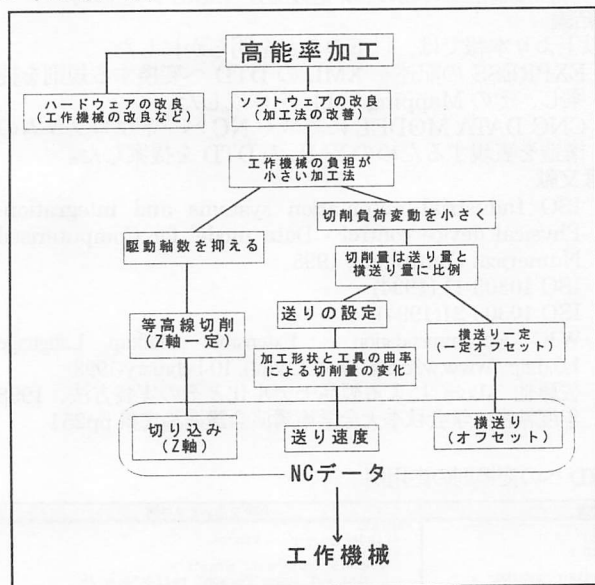 高能率加工
ハードウェアの改良
(工作機械の改良など)
ソフトウェアの改良
(加工法の改善)
工作機械の負担が
小さい加工法
駆動軸数を抑える
切削負荷変動を小さく
切削量は送り量と
横送り量に比例
等高線切削
(Z軸一定)
送りの設定
加工形状と工具の曲率
による切削量の変化
横送り一定
(一定オフセット)
切り込み
(Z軸)
送り速度
横送り
(オフセット)
NCデータ
工作機械